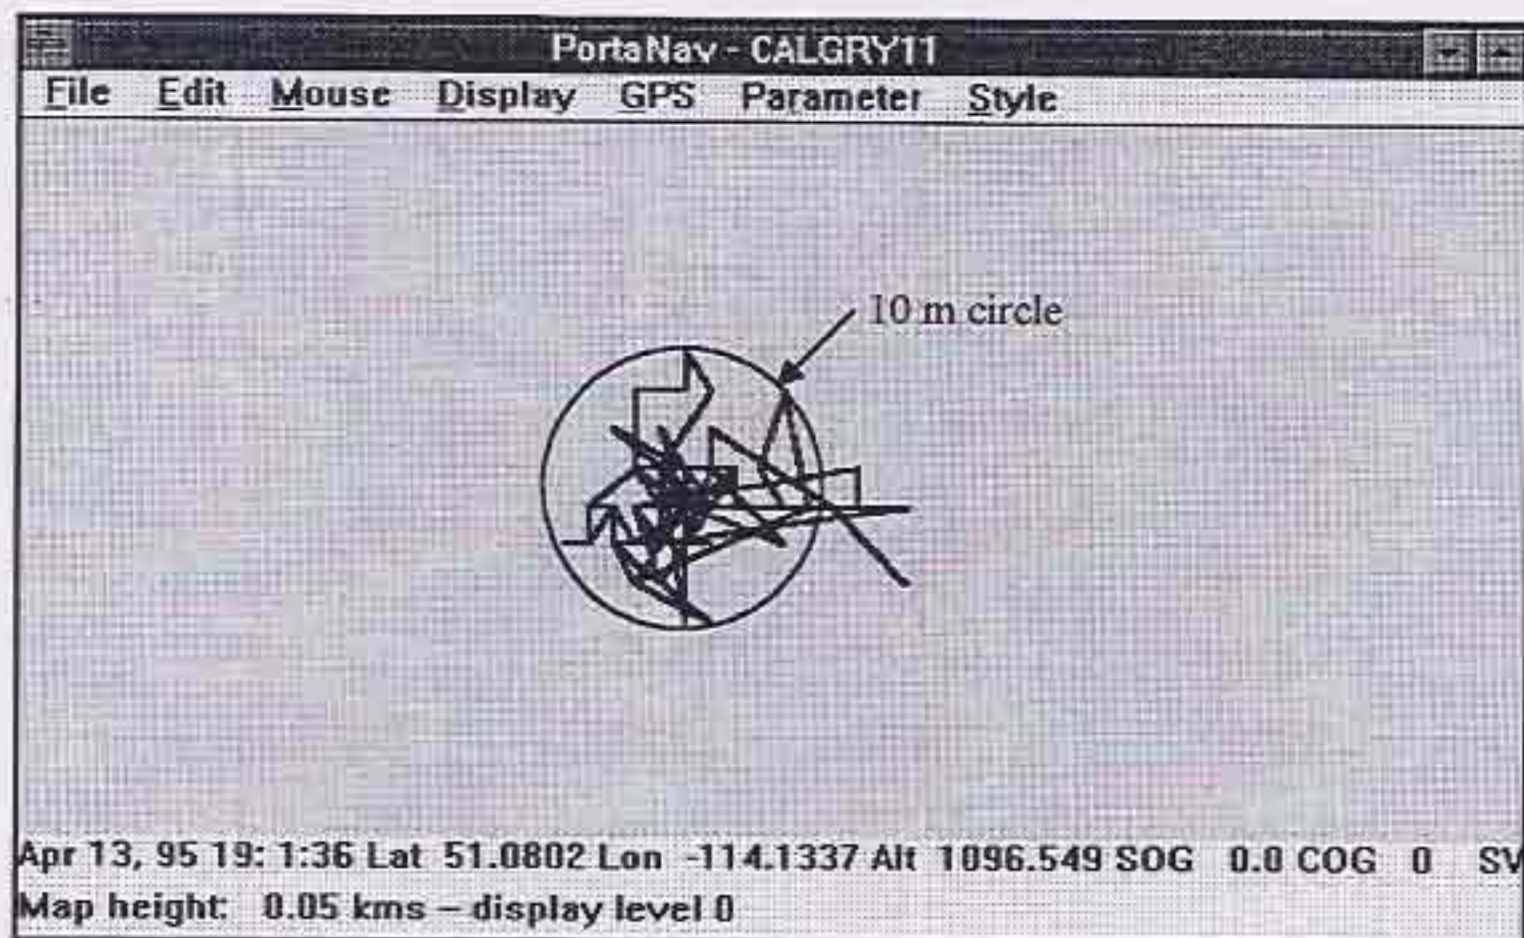 PortaNav - CALGRY11
File Edit Mouse Display GPS Parameter Style
10 m circle
Apr 13, 95 19: 1:36 Lat 51.0802 Lon -114.1337 Alt 1096.549 SOG 0.0 COG 0 SV
Map height: 0.05 kms – display level 0